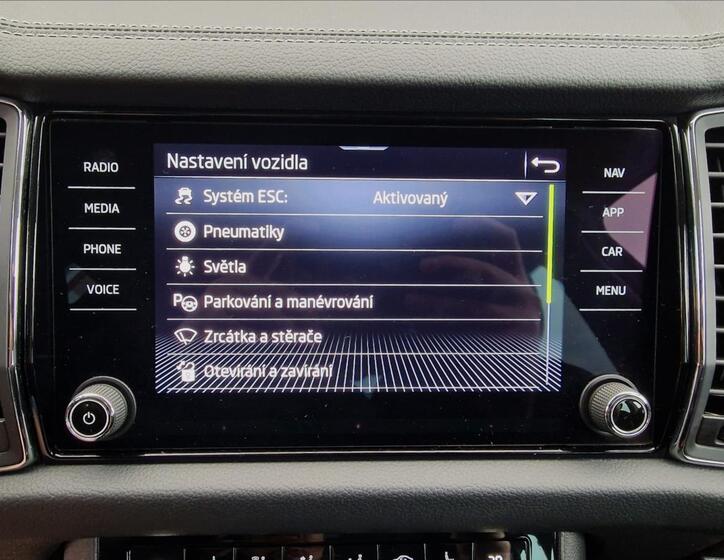 RADIO
MEDIA
PHONE
VOICE
Nastavení vozidla
Systém ESC: Aktivovaný
Pneumatiky
Světla
Parkování a manévrování
Zrcátka a stěrače
Otevírání a zavírání
NAV
APP
CAR
MENU